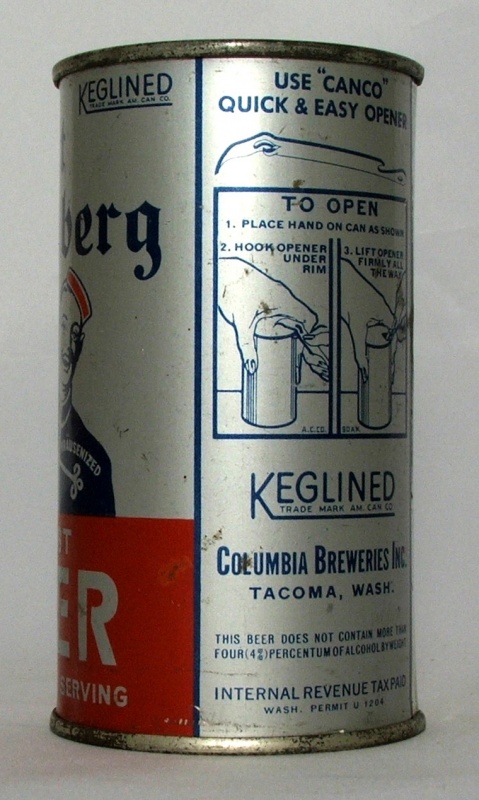 KEGLINED
TRADE MARK AM. CAN CO.
berg
ER
SERVING
USE "CANCO"
QUICK & EASY OPENER
TO OPEN
1. PLACE HAND ON CAN AS SHOWN
2. HOOK OPENER
UNDER
RIM
3. LIFT OPENER
FIRMLY ALL
THE WAY
A.C.CO.
KEGLINED
TRADE MARK AM. CAN CO.
COLUMBIA BREWERIES INC.
TACOMA, WASH.
THIS BEER DOES NOT CONTAIN MORE THAN
FOUR(4%)PERCENTUM OF ALCOHOL BY WEIGHT
INTERNAL REVENUE TAX PAID
WASH. PERMIT U 1204